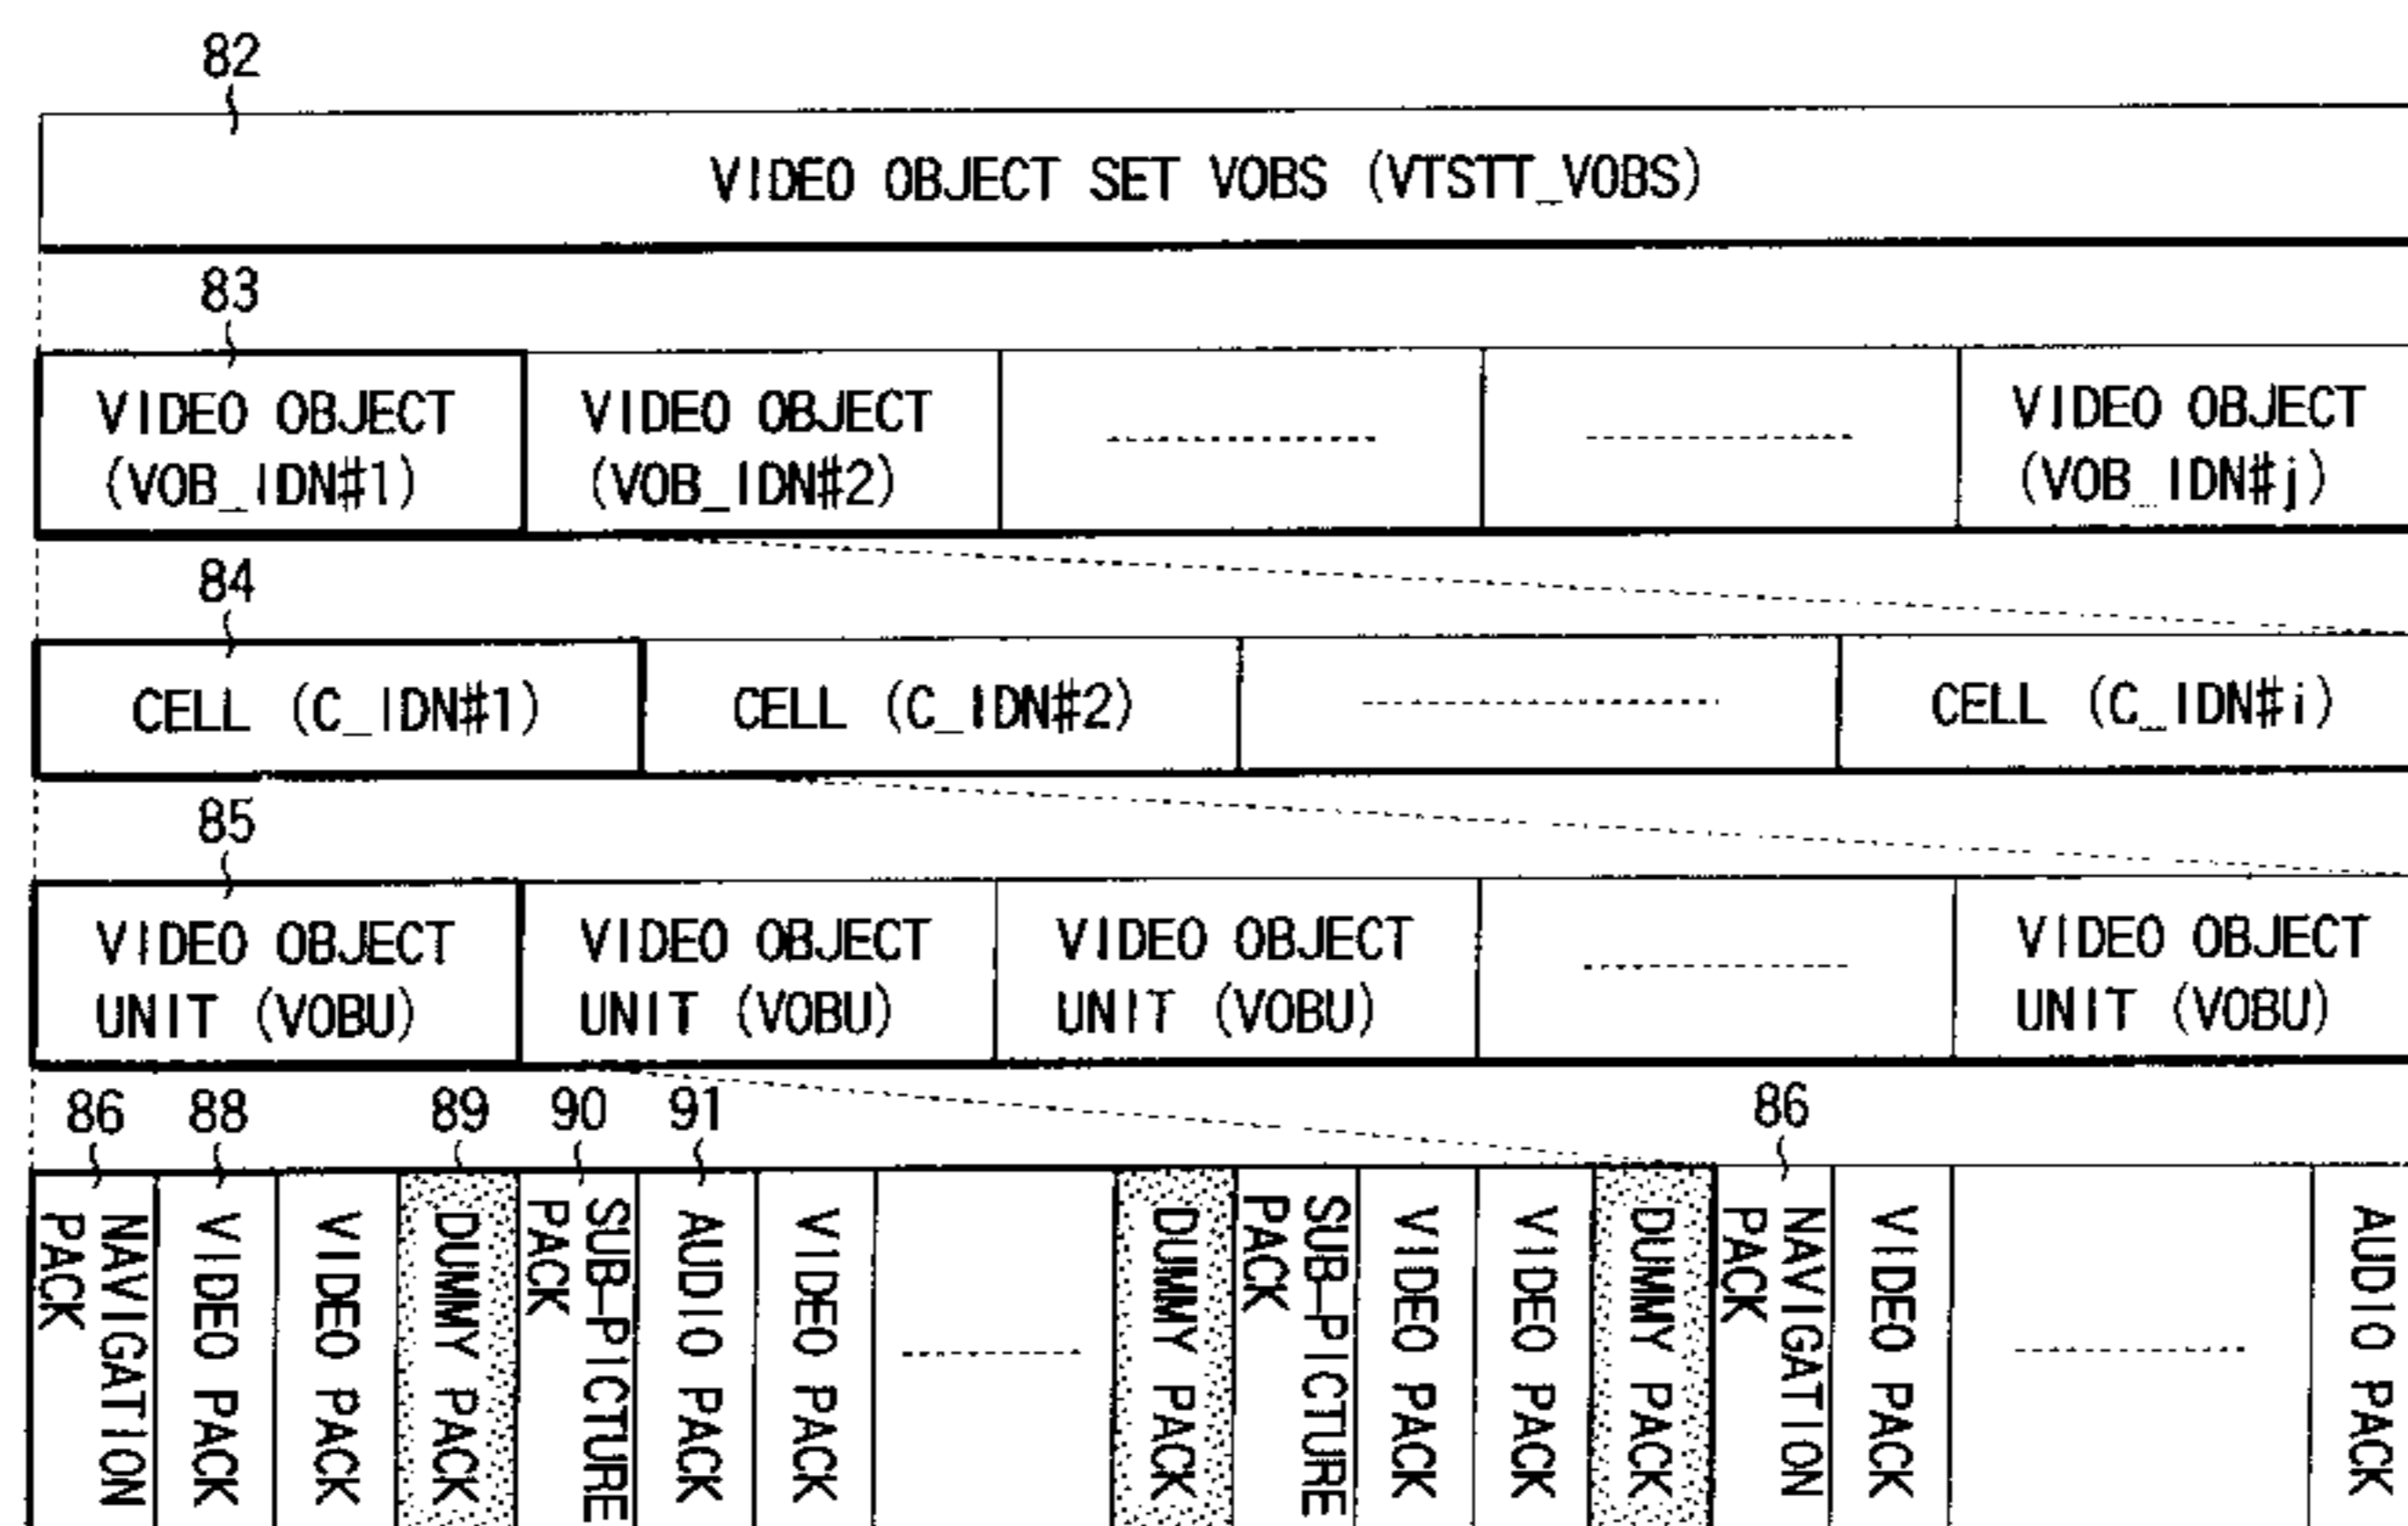 82
VIDEO OBJECT SET VOBS (VTSTT_VOBS)
83
VIDEO OBJECT
(VOB_IDN#1)
VIDEO OBJECT
(VOB_IDN#2)
VIDEO OBJECT
(VOB_IDN#j)
84
CELL (C_IDN#1)
CELL (C_IDN#2)
CELL (C_IDN#i)
85
VIDEO OBJECT
UNIT (VOBU)
VIDEO OBJECT
UNIT (VOBU)
VIDEO OBJECT
UNIT (VOBU)
VIDEO OBJECT
UNIT (VOBU)
86
88
89
90
91
86
NAVIGATION
PACK
VIDEO PACK
VIDEO PACK
DUMMY PACK
SUB-PICTURE
PACK
AUDIO PACK
VIDEO PACK
DUMMY PACK
SUB-PICTURE
PACK
VIDEO PACK
VIDEO PACK
DUMMY PACK
NAVIGATION
PACK
VIDEO PACK
AUDIO PACK